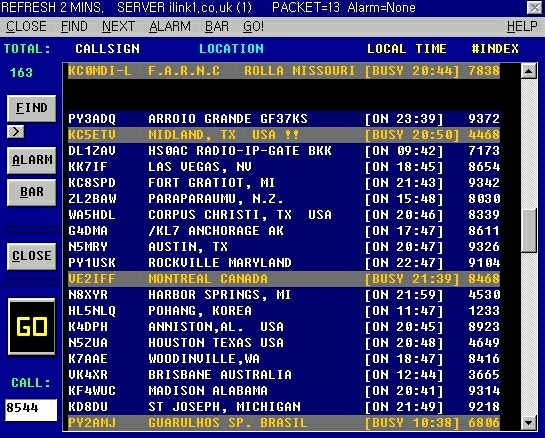 REFRESH 2 MINS, SERVER ilink1,co,uk (1) PACKET=13 Alarm=None
CLOSE FIND NEXT ALARM BAR GO! HELP
TOTAL: CALLSIGN LOCATION LOCAL TIME #INDEX
163
KC0MDI-L F.A.R.N.C ROLLA MISSOURI [BUSY 20:44] 7838
FIND
PY3ADQ ARROIO GRANDE GF37KS [ON 23:39] 9372
> KC5ETV MIDLAND, TX USA !! [BUSY 20:50] 4468
DL1ZAV HS0AC RADIO-IP-GATE BKK [ON 09:42] 7173
ALARM KK7IF LAS VEGAS, NV [ON 18:45] 8654
KC8SPD FORT GRATIOT, MI [ON 21:43] 9342
BAR ZL2BAW PARAPARAUMU, N.Z. [ON 15:48] 8030
WA5HDL CORPUS CHRISTI, TX USA [ON 20:46] 8339
G4DMA /KL7 ANCHORAGE AK [ON 17:47] 8611
N5MRY AUSTIN, TX [ON 20:47] 9326
CLOSE PY1USK ROCKVILLE MARYLAND [ON 22:47] 9104
VE2IFF MONTREAL CANADA [BUSY 21:39] 8468
N8XYR HARBOR SPRINGS, MI [ON 21:59] 4530
HL5NLQ POHANG, KOREA [ON 11:47] 1233
GO K4DPH ANNISTON,AL. USA [ON 20:45] 8923
N5ZUA HOUSTON TEXAS USA [ON 20:48] 4649
K7AAE WOODINVILLE,WA [ON 18:47] 8416
CALL: VK4XR BRISBANE AUSTRALIA [ON 12:44] 3665
KF4WUC MADISON ALABAMA [ON 20:41] 9314
8544 KD8DU ST JOSEPH, MICHIGAN [ON 21:49] 9218
PY2AMJ GUARULHOS SP. BRASIL [BUSY 10:38] 6806